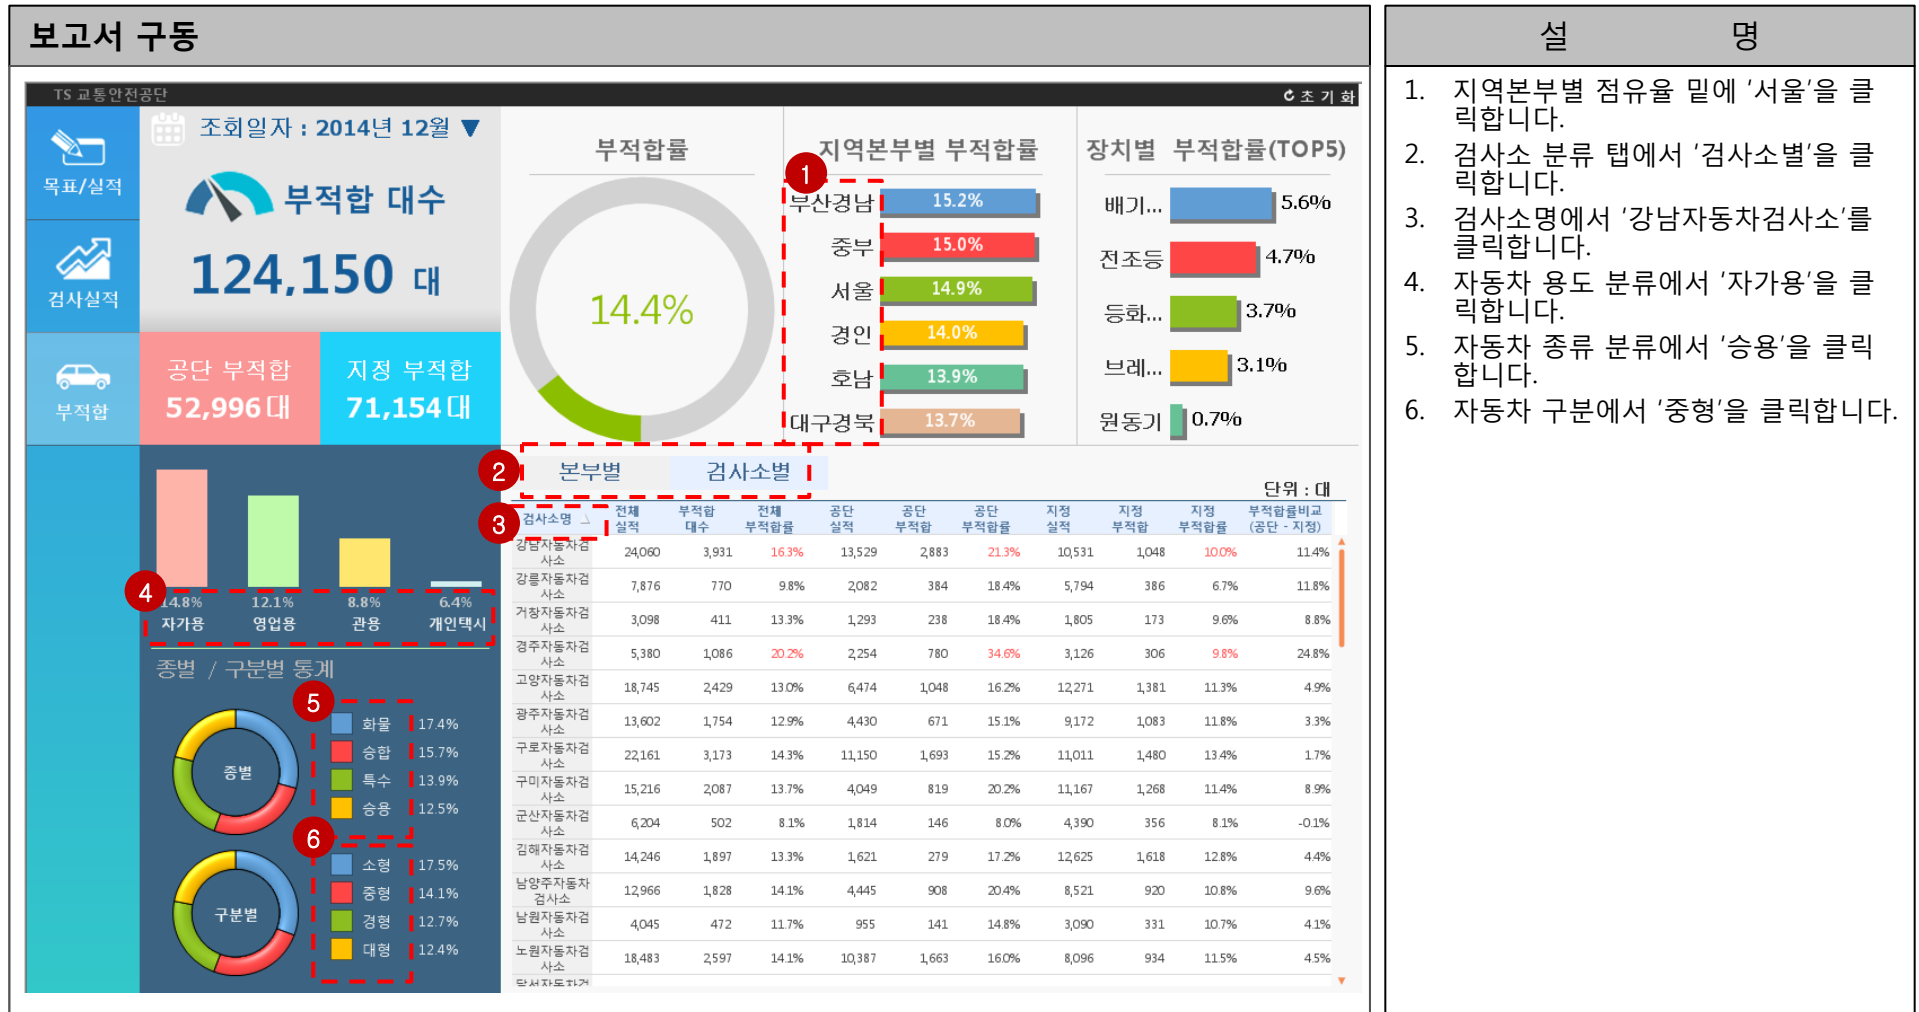 보고서 구동
설 명
TS 교통안전공단
초 기 화
목표/실적
검사실적
부적합
조회일자 : 2014년 12월 ▼
부적합 대수
124,150 대
공단 부적합
52,996 대
지정 부적합
71,154 대
부적합률
14.4%
지역본부별 부적합률
1
부산경남 15.2%
중부 15.0%
서울 14.9%
경인 14.0%
호남 13.9%
대구경북 13.7%
장치별 부적합률(TOP5)
배기... 5.6%
전조등 4.7%
등화... 3.7%
브레... 3.1%
원동기 0.7%
4
14.8% 12.1% 8.8% 6.4%
자가용 영업용 관용 개인택시
종별 / 구분별 통계
5
종별
화물 17.4%
승합 15.7%
특수 13.9%
승용 12.5%
6
구분별
소형 17.5%
중형 14.1%
경형 12.7%
대형 12.4%
2
본부별 검사소별
단위 : 대
3
검사소명 △ 전체 실적 부적합 대수 전체 부적합률 공단 실적 공단 부적합 공단 부적합률 지정 실적 지정 부적합 지정 부적합률 부적합률비교 (공단 - 지정)
강남자동차검사소 24,060 3,931 16.3% 13,529 2,883 21.3% 10,531 1,048 10.0% 11.4%
강릉자동차검사소 7,876 770 9.8% 2,082 384 18.4% 5,794 386 6.7% 11.8%
거창자동차검사소 3,098 411 13.3% 1,293 238 18.4% 1,805 173 9.6% 8.8%
경주자동차검사소 5,380 1,086 20.2% 2,254 780 34.6% 3,126 306 9.8% 24.8%
고양자동차검사소 18,745 2,429 13.0% 6,474 1,048 16.2% 12,271 1,381 11.3% 4.9%
광주자동차검사소 13,602 1,754 12.9% 4,430 671 15.1% 9,172 1,083 11.8% 3.3%
구로자동차검사소 22,161 3,173 14.3% 11,150 1,693 15.2% 11,011 1,480 13.4% 1.7%
구미자동차검사소 15,216 2,087 13.7% 4,049 819 20.2% 11,167 1,268 11.4% 8.9%
군산자동차검사소 6,204 502 8.1% 1,814 146 8.0% 4,390 356 8.1% -0.1%
김해자동차검사소 14,246 1,897 13.3% 1,621 279 17.2% 12,625 1,618 12.8% 4.4%
남양주자동차검사소 12,966 1,828 14.1% 4,445 908 20.4% 8,521 920 10.8% 9.6%
남원자동차검사소 4,045 472 11.7% 955 141 14.8% 3,090 331 10.7% 4.1%
노원자동차검사소 18,483 2,597 14.1% 10,387 1,663 16.0% 8,096 934 11.5% 4.5%
1. 지역본부별 점유율 밑에 '서울'을 클
릭합니다.
2. 검사소 분류 탭에서 '검사소별'을 클
릭합니다.
3. 검사소명에서 '강남자동차검사소'를
클릭합니다.
4. 자동차 용도 분류에서 '자가용'을 클
릭합니다.
5. 자동차 종류 분류에서 '승용'을 클릭
합니다.
6. 자동차 구분에서 '중형'을 클릭합니다.